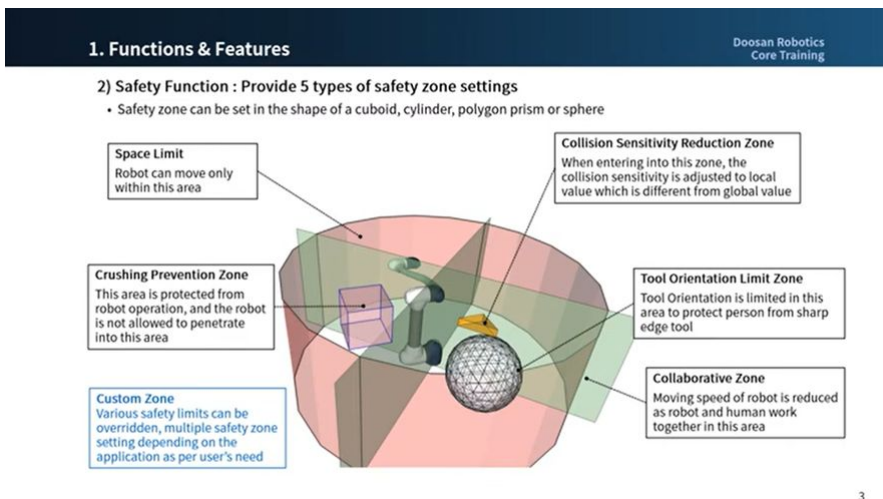 1. Functions & Features
Doosan Robotics
Core Training
2) Safety Function : Provide 5 types of safety zone settings
• Safety zone can be set in the shape of a cuboid, cylinder, polygon prism or sphere
Space Limit
Robot can move only
within this area
Collision Sensitivity Reduction Zone
When entering into this zone, the
collision sensitivity is adjusted to local
value which is different from global value
Crushing Prevention Zone
This area is protected from
robot operation, and the robot
is not allowed to penetrate
into this area
Tool Orientation Limit Zone
Tool Orientation is limited in this
area to protect person from sharp
edge tool
Custom Zone
Various safety limits can be
overridden, multiple safety zone
setting depending on the
application as per user's need
Collaborative Zone
Moving speed of robot is reduced
as robot and human work
together in this area
3